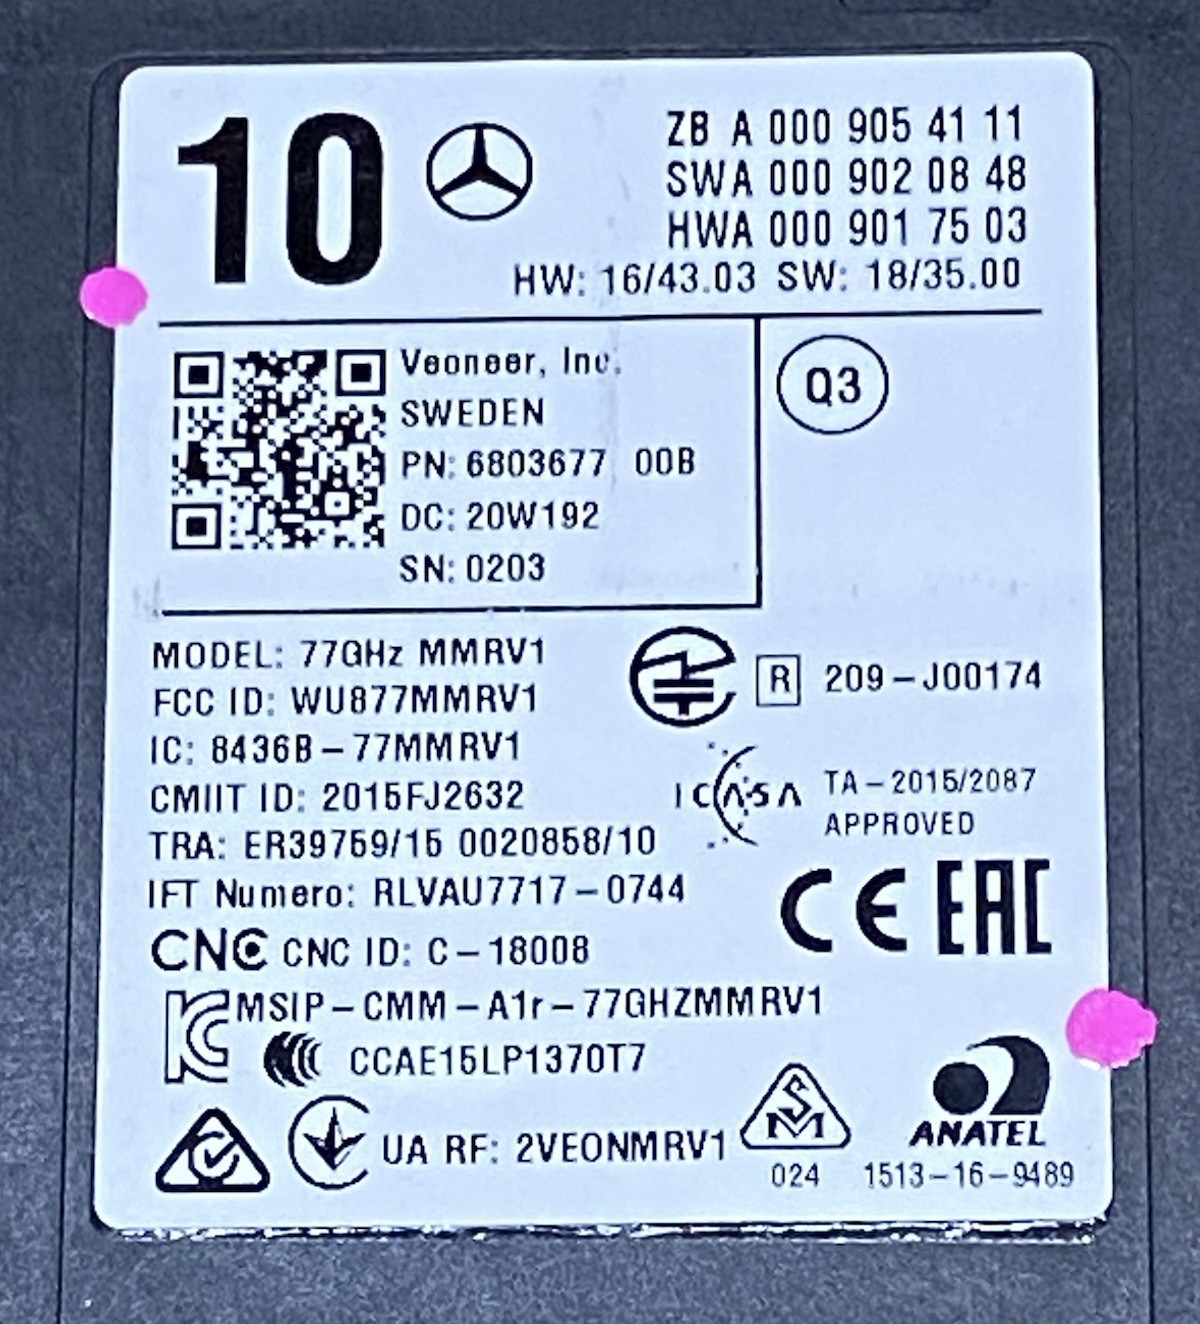 10
ZB A 000 905 41 11
SWA 000 902 08 48
HWA 000 901 75 03
HW: 16/43.03 SW: 18/35.00
Veoneer, Inc.
SWEDEN
PN: 6803677 00B
DC: 20W192
SN: 0203
Q3
MODEL: 77GHz MMRV1
FCC ID: WU877MMRV1
IC: 8436B-77MMRV1
CMIIT ID: 2015FJ2632
TRA: ER39759/15 0020858/10
IFT Numero: RLVAU7717-0744
CNC CNC ID: C-18008
MSIP-CMM-A1r-77GHZMMRV1
CCAE15LP1370T7
UA RF: 2VEONMRV1
R 209-J00174
ICASA TA-2015/2087
APPROVED
CE EAC
SM
024
ANATEL
1513-16-9489